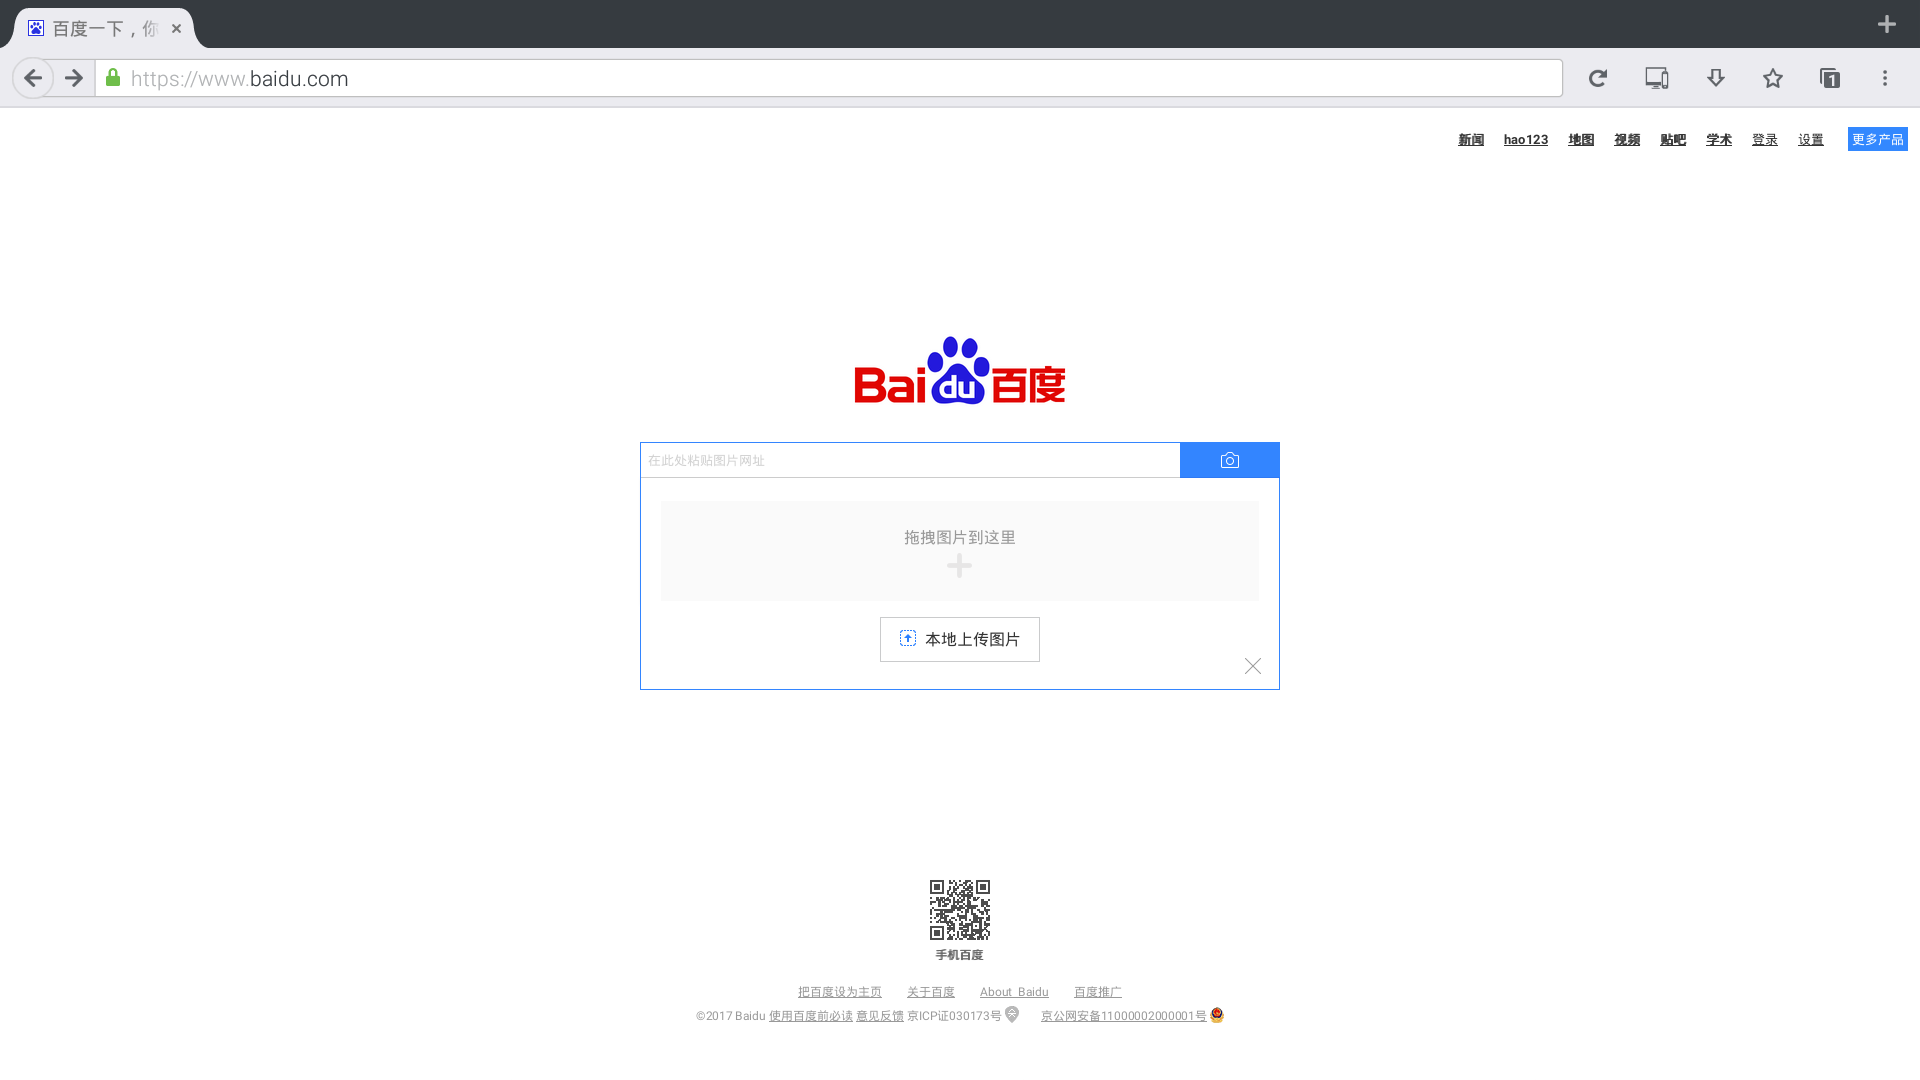 百度一下，你
https://www.baidu.com
1
新闻 hao123 地图 视频 贴吧 学术 登录 设置 更多产品
Baidu百度
在此处粘贴图片网址
拖拽图片到这里
本地上传图片
手机百度
把百度设为主页 关于百度 About Baidu 百度推广
©2017 Baidu 使用百度前必读 意见反馈 京ICP证030173号 京公网安备11000002000001号